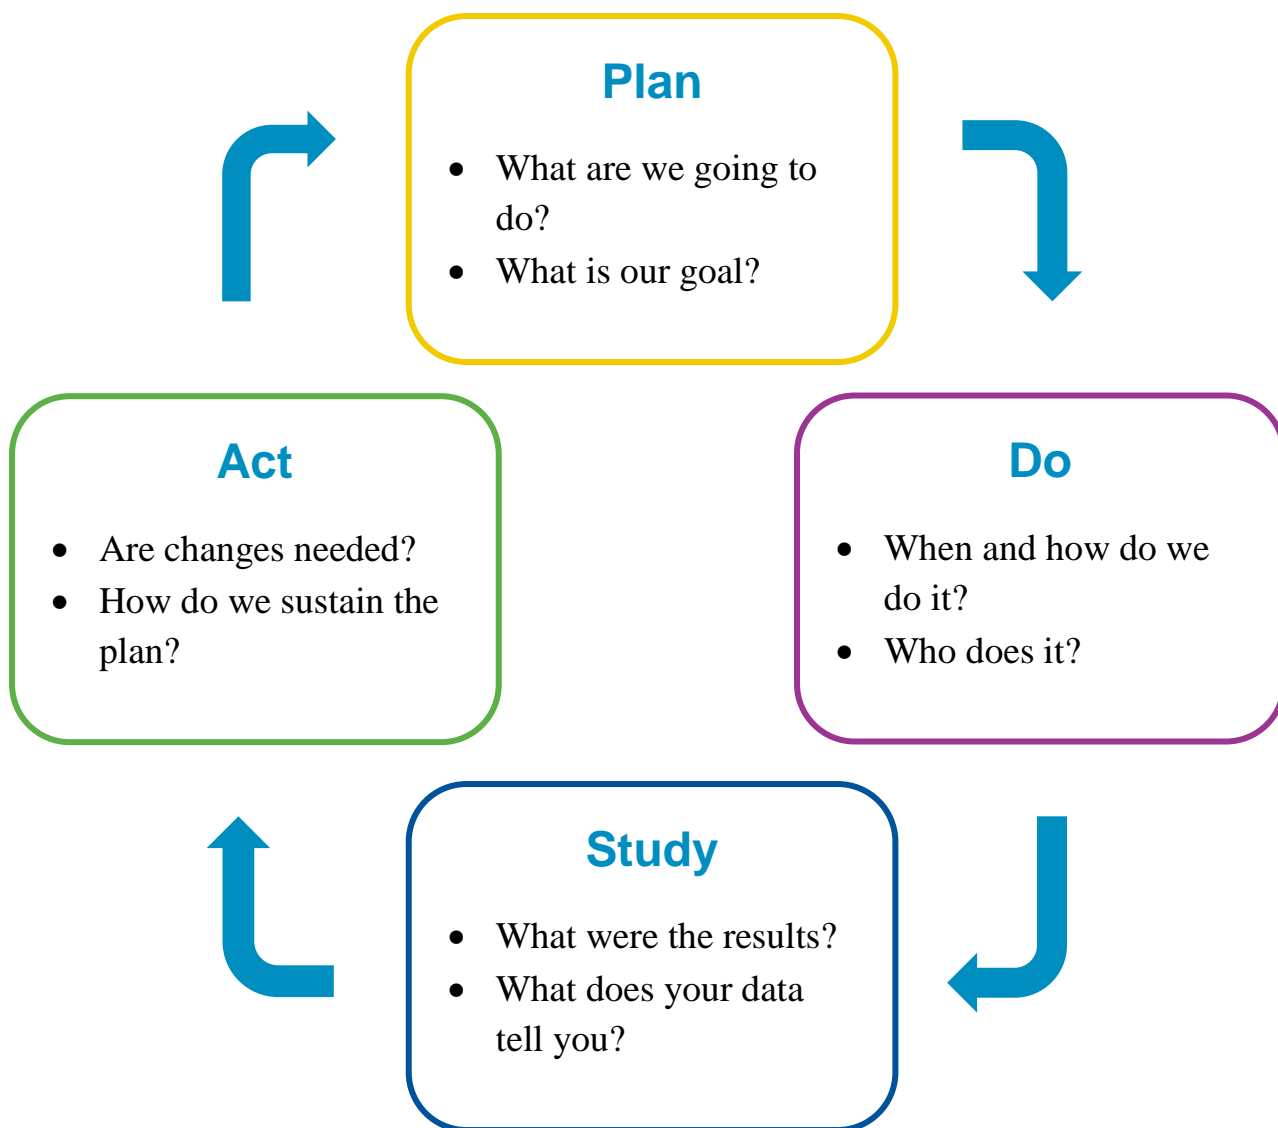 Plan
• What are we going to
do?
• What is our goal?
Do
• When and how do we
do it?
• Who does it?
Study
• What were the results?
• What does your data
tell you?
Act
• Are changes needed?
• How do we sustain the
plan?